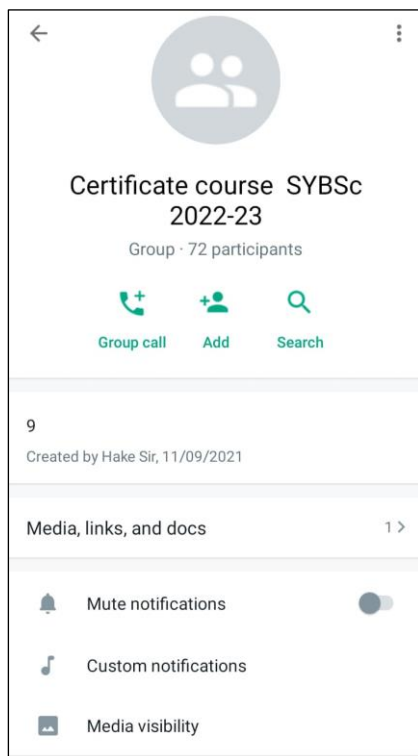 Certificate course SYBSc
2022-23
Group · 72 participants
Group call Add Search
9
Created by Hake Sir, 11/09/2021
Media, links, and docs 1
Mute notifications
Custom notifications
Media visibility